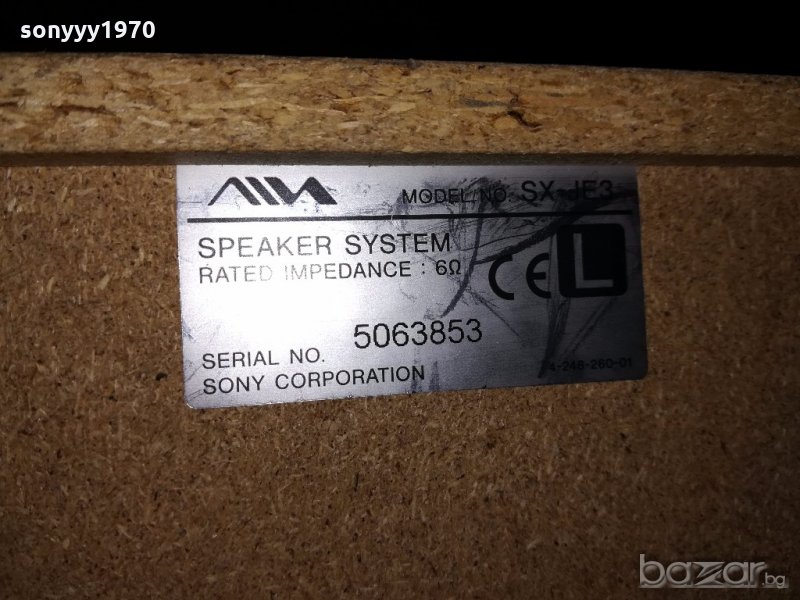 sonyyy1970
AIWA MODEL NO. SX-JE3
SPEAKER SYSTEM
RATED IMPEDANCE : 6Ω
CE L
5063853
SERIAL NO.
SONY CORPORATION
4-248-260-01
bazar.bg